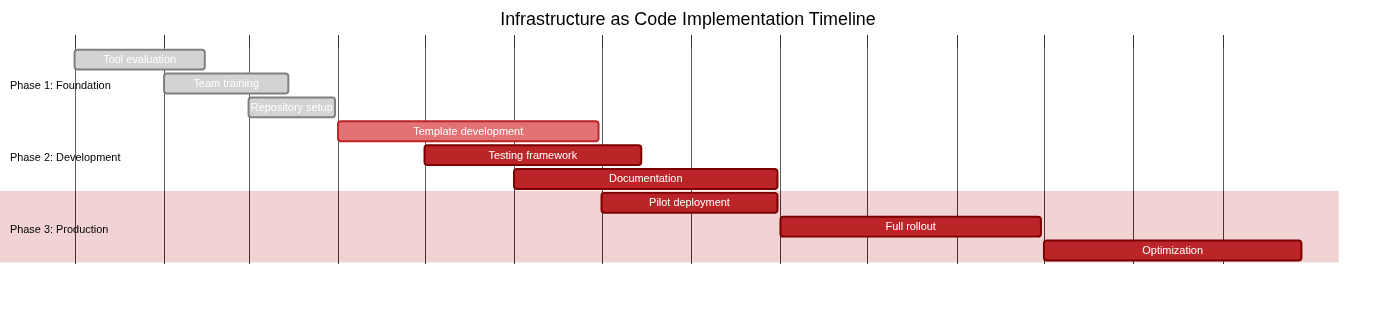 Infrastructure as Code Implementation Timeline
Tool evaluation
Phase 1: Foundation
Team training
Repository setup
Template development
Phase 2: Development
Testing framework
Documentation
Pilot deployment
Phase 3: Production
Full rollout
Optimization